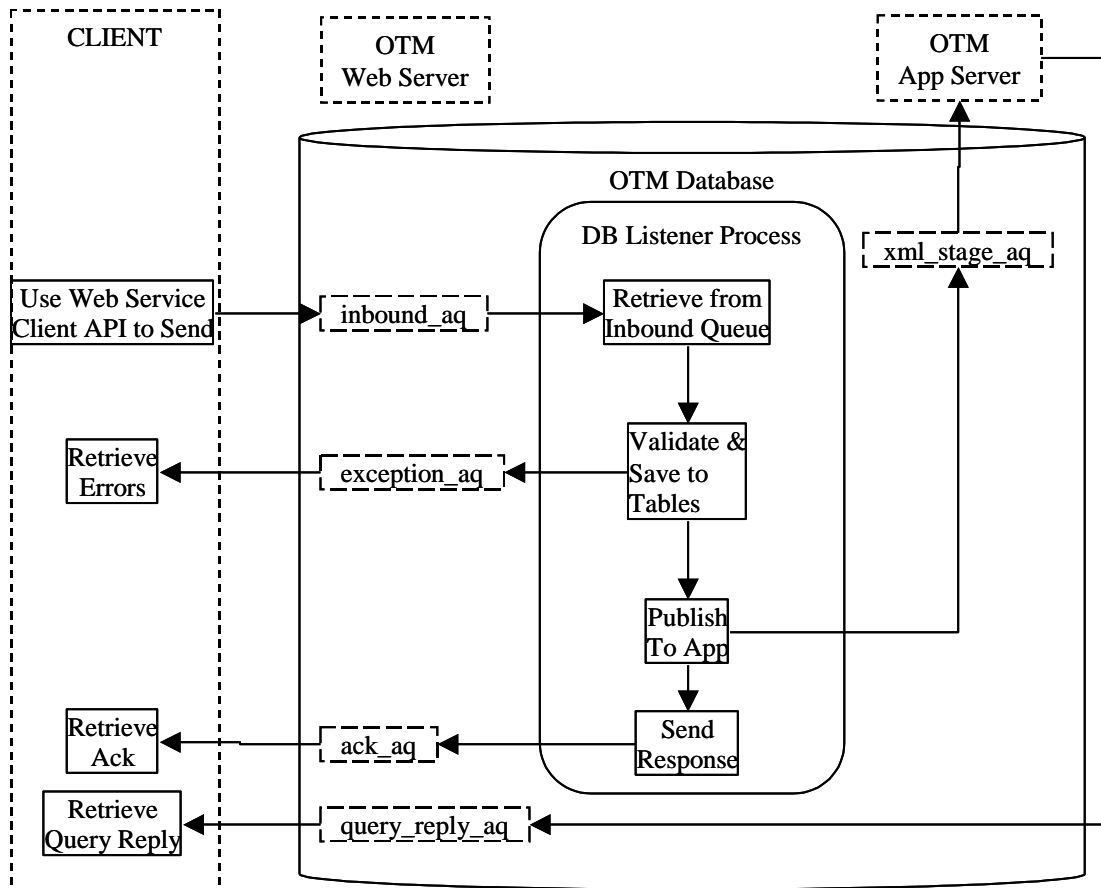 CLIENT
OTM
Web Server
OTM
App Server
OTM Database
DB Listener Process
xml_stage_aq
Use Web Service
Client API to Send
inbound_aq
Retrieve from
Inbound Queue
Retrieve
Errors
exception_aq
Validate &
Save to
Tables
Publish
To App
Retrieve
Ack
ack_aq
Send
Response
Retrieve
Query Reply
query_reply_aq